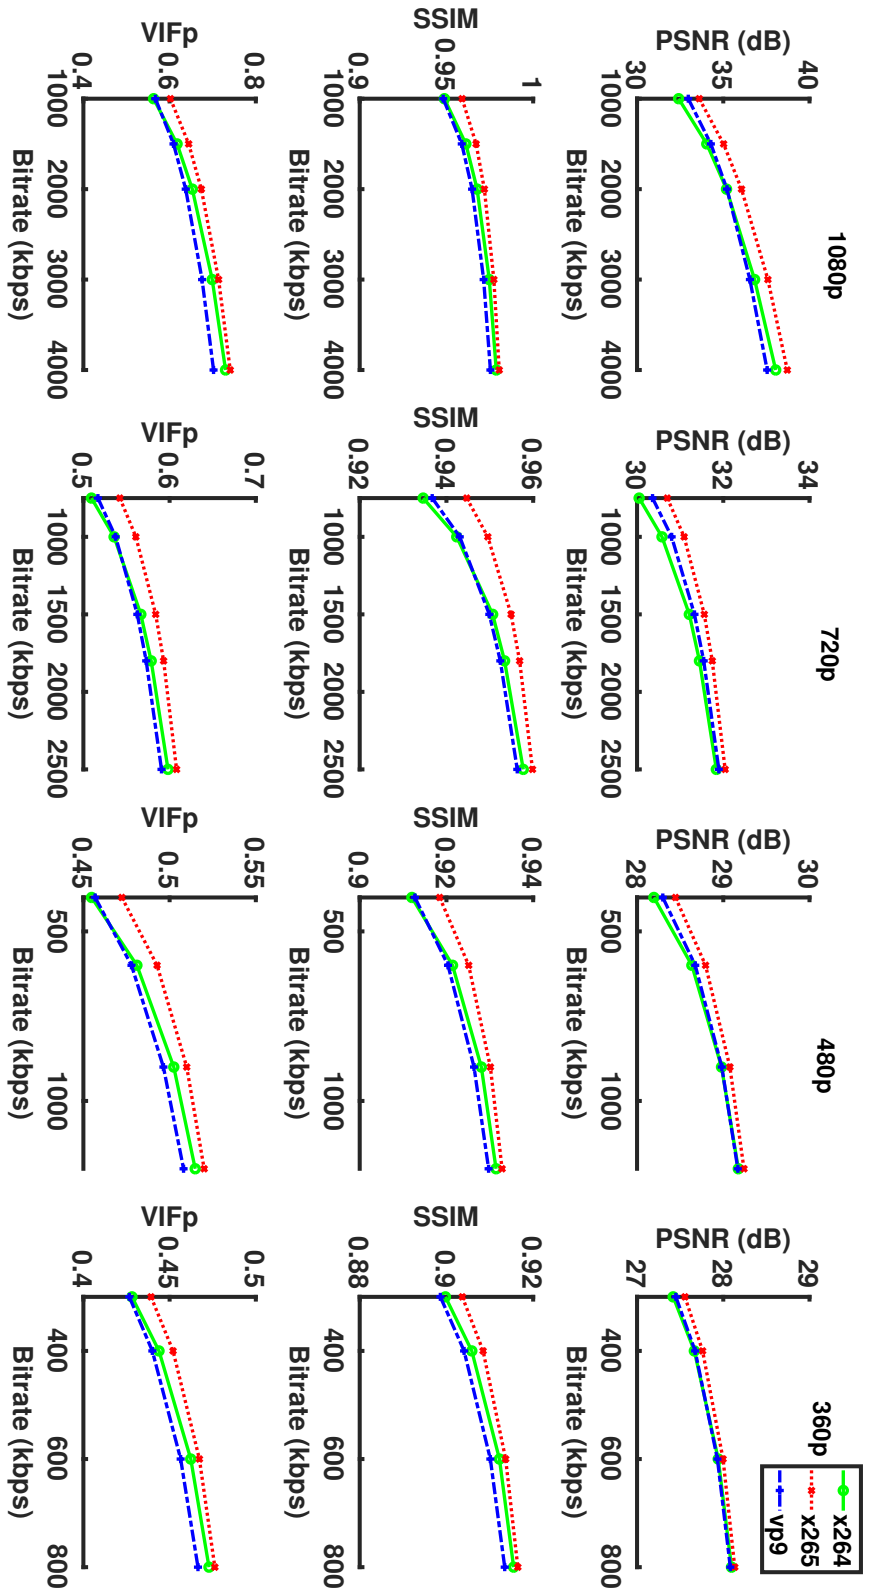 1080p
720p
480p
360p
x264
x265
vp9
PSNR (dB)
40
35
30
1000 2000 3000 4000
Bitrate (kbps)
PSNR (dB)
34
32
30
1000 1500 2000 2500
Bitrate (kbps)
PSNR (dB)
30
29
28
500 1000
Bitrate (kbps)
PSNR (dB)
29
28
27
400 600 800
Bitrate (kbps)
SSIM
1
0.95
0.9
1000 2000 3000 4000
Bitrate (kbps)
SSIM
0.96
0.94
0.92
1000 1500 2000 2500
Bitrate (kbps)
SSIM
0.94
0.92
0.9
500 1000
Bitrate (kbps)
SSIM
0.92
0.9
0.88
400 600 800
Bitrate (kbps)
VIFp
0.8
0.6
0.4
1000 2000 3000 4000
Bitrate (kbps)
VIFp
0.7
0.6
0.5
1000 1500 2000 2500
Bitrate (kbps)
VIFp
0.55
0.5
0.45
500 1000
Bitrate (kbps)
VIFp
0.5
0.45
0.4
400 600 800
Bitrate (kbps)